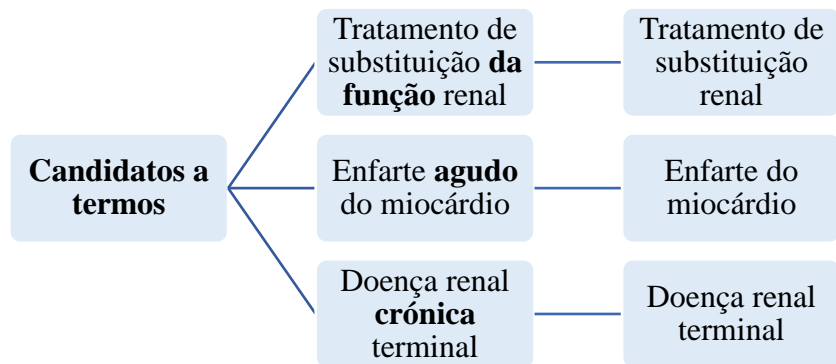 Candidatos a
termos
Tratamento de
substituição da
função renal
Tratamento de
substituição
renal
Enfarte agudo
do miocárdio
Enfarte do
miocárdio
Doença renal
crónica
terminal
Doença renal
terminal